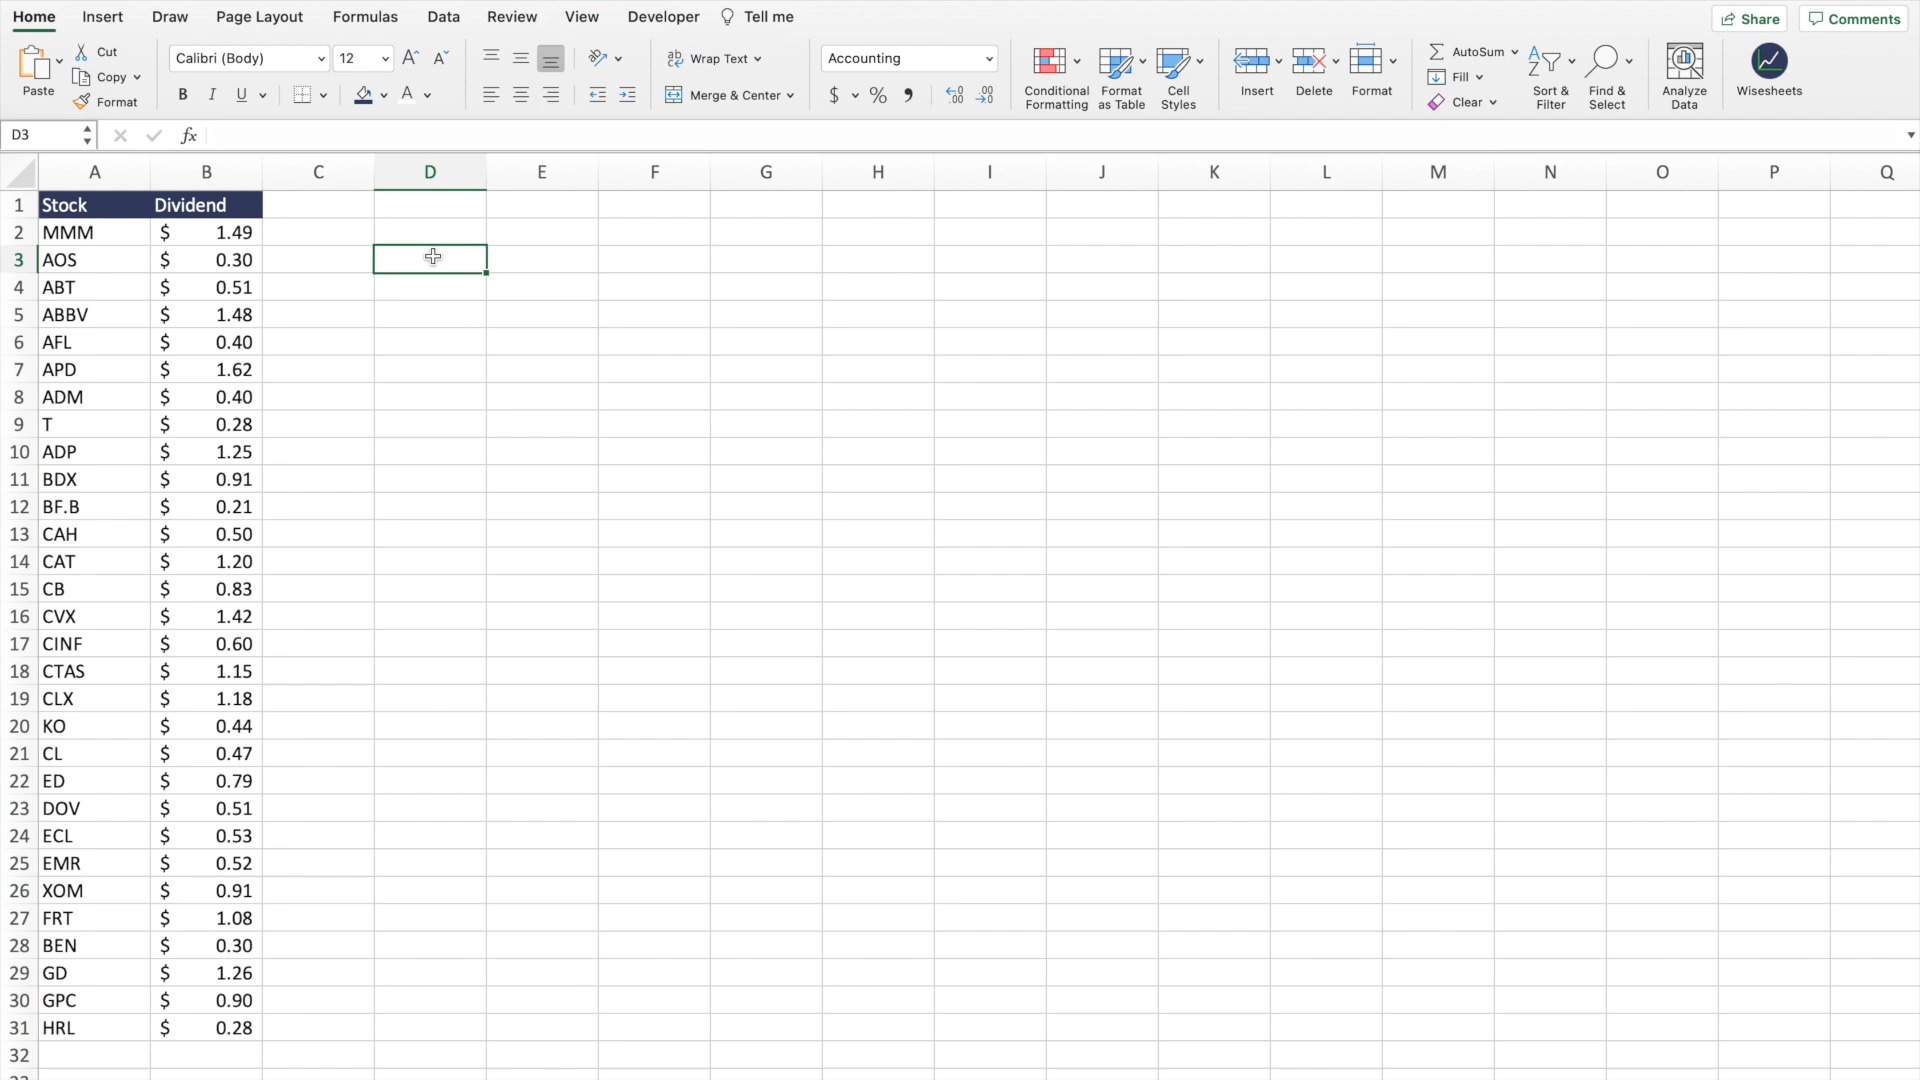 Home Insert Draw Page Layout Formulas Data Review View Developer Tell me Share Comments
Paste Cut Copy Format
Calibri (Body) 12 A A
B I U A
Wrap Text
Merge & Center
Accounting
$ % 9 .00 .00
Conditional Formatting
Format as Table
Cell Styles
Insert Delete Format
AutoSum
Fill
Clear
Sort & Filter
Find & Select
Analyze Data
Wisesheets
D3 fx
A B C D E F G H I J K L M N O P Q
1 Stock Dividend
2 MMM $ 1.49
3 AOS $ 0.30
4 ABT $ 0.51
5 ABBV $ 1.48
6 AFL $ 0.40
7 APD $ 1.62
8 ADM $ 0.40
9 T $ 0.28
10 ADP $ 1.25
11 BDX $ 0.91
12 BF.B $ 0.21
13 CAH $ 0.50
14 CAT $ 1.20
15 CB $ 0.83
16 CVX $ 1.42
17 CINF $ 0.60
18 CTAS $ 1.15
19 CLX $ 1.18
20 KO $ 0.44
21 CL $ 0.47
22 ED $ 0.79
23 DOV $ 0.51
24 ECL $ 0.53
25 EMR $ 0.52
26 XOM $ 0.91
27 FRT $ 1.08
28 BEN $ 0.30
29 GD $ 1.26
30 GPC $ 0.90
31 HRL $ 0.28
32